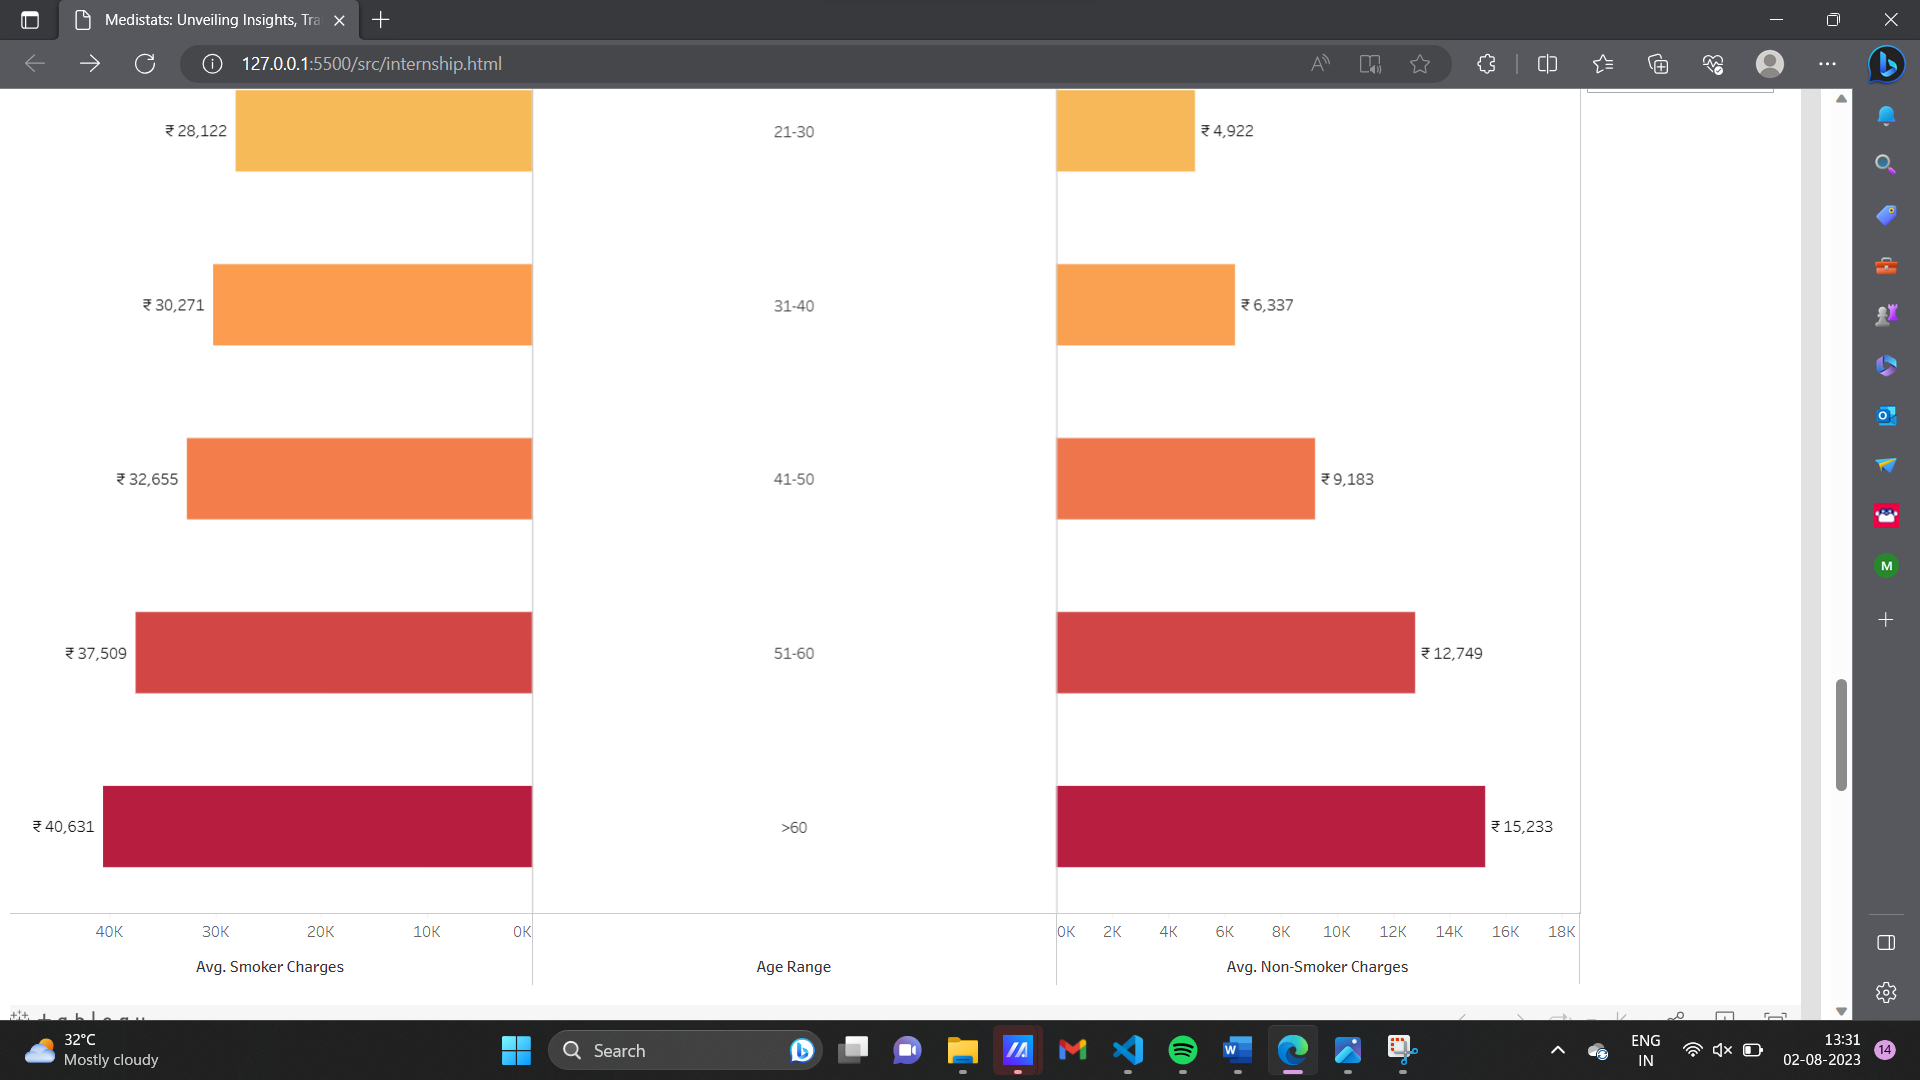 Medistats: Unveiling Insights, Tra
127.0.0.1:5500/src/internship.html
₹ 28,122 21-30 ₹ 4,922
₹ 30,271 31-40 ₹ 6,337
₹ 32,655 41-50 ₹ 9,183
₹ 37,509 51-60 ₹ 12,749
₹ 40,631 >60 ₹ 15,233
40K 30K 20K 10K 0K 0K 2K 4K 6K 8K 10K 12K 14K 16K 18K
Avg. Smoker Charges Age Range Avg. Non-Smoker Charges
M
32°C
Mostly cloudy
Search
ENG
IN
13:31
02-08-2023
14